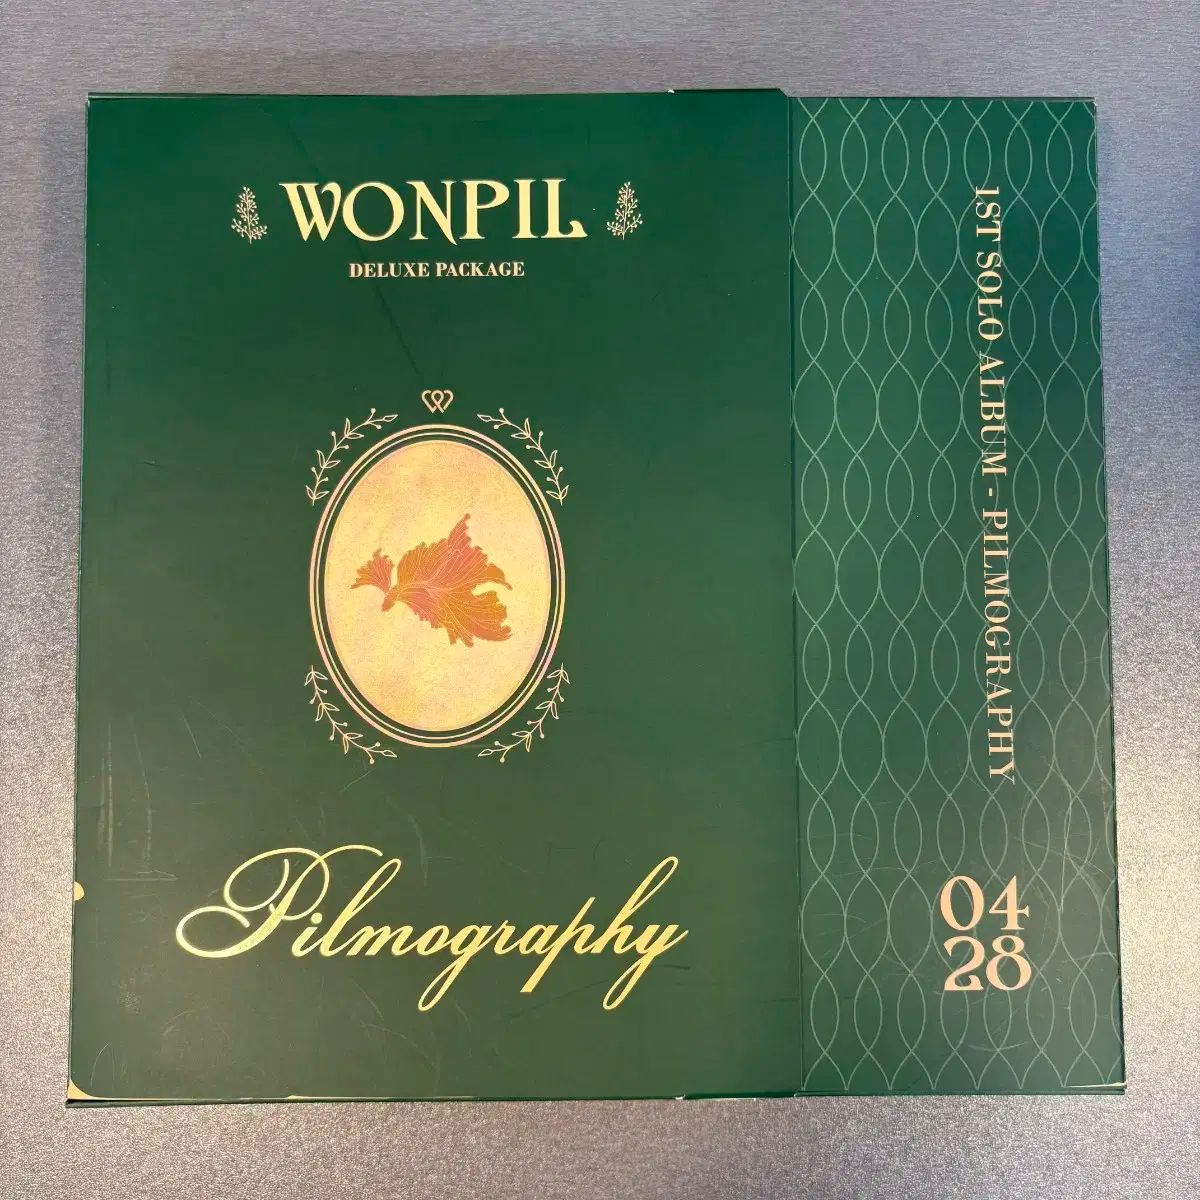 WONPIL
DELUXE PACKAGE
Pilmography
1ST SOLO ALBUM - PILMOGRAPHY
04
28